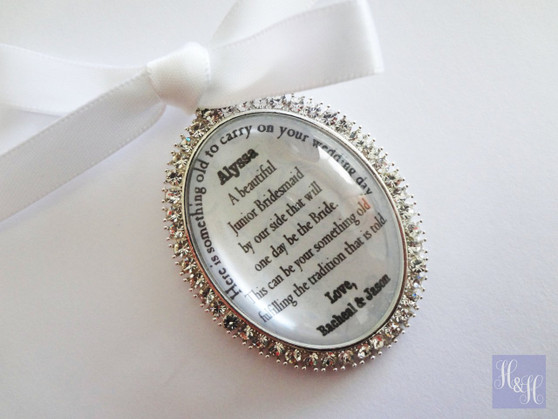 Here is something old to carry on your wedding day
Alyssa
A beautiful
Junior Bridesmaid
by our side that will
one day be the Bride
This can be your something old
fulfilling the tradition that is told
Love,
Racheal & Jason
H&H